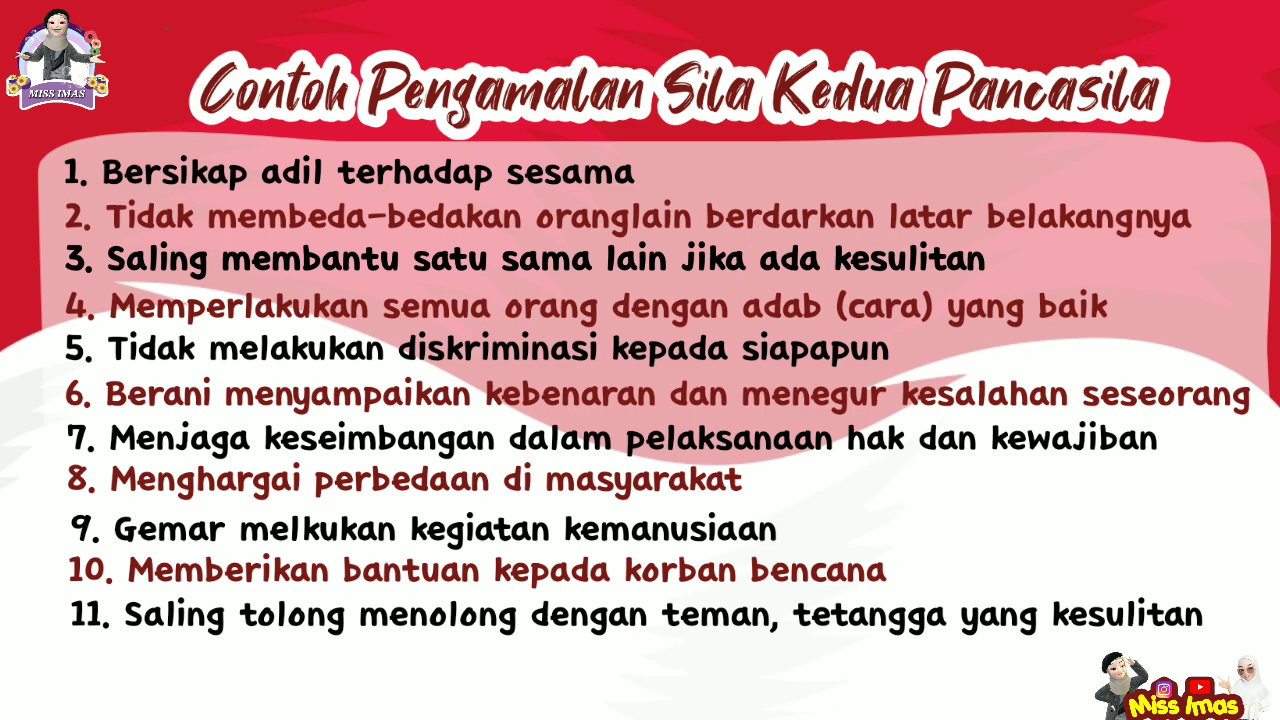 MISS IMAS
Contoh Pengamalan Sila Kedua Pancasila
1. Bersikap adil terhadap sesama
2. Tidak membeda-bedakan oranglain berdarkan latar belakangnya
3. Saling membantu satu sama lain jika ada kesulitan
4. Memperlakukan semua orang dengan adab (cara) yang baik
5. Tidak melakukan diskriminasi kepada siapapun
6. Berani menyampaikan kebenaran dan menegur kesalahan seseorang
7. Menjaga keseimbangan dalam pelaksanaan hak dan kewajiban
8. Menghargai perbedaan di masyarakat
9. Gemar melkukan kegiatan kemanusiaan
10. Memberikan bantuan kepada korban bencana
11. Saling tolong menolong dengan teman, tetangga yang kesulitan
Miss Imas